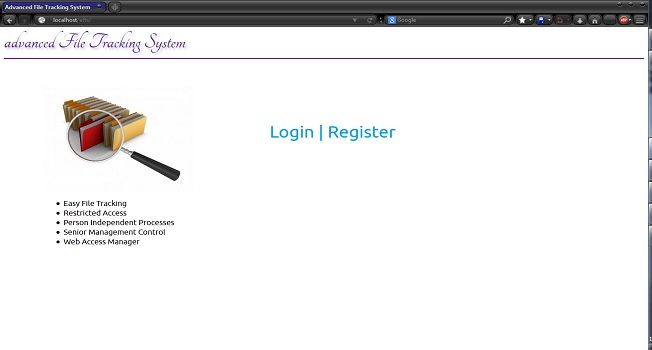 Advanced File Tracking System
localhost/afts/
Google
advanced File Tracking System
Login | Register
Easy File Tracking
Restricted Access
Person Independent Processes
Senior Management Control
Web Access Manager